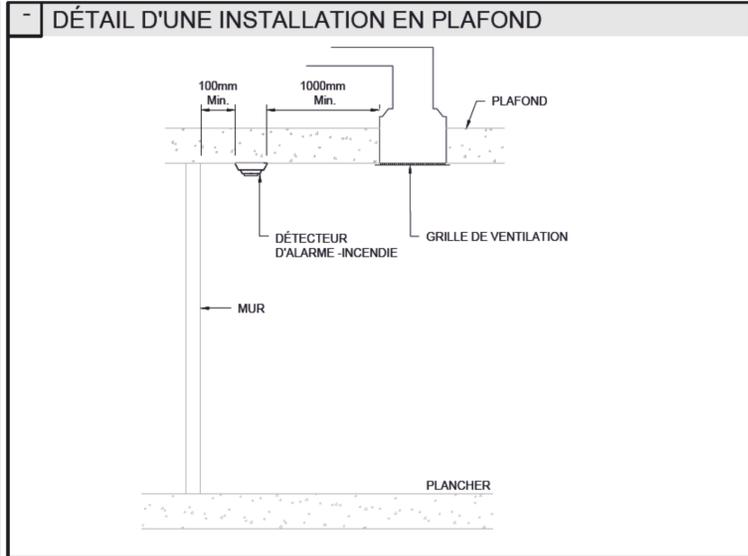 - DÉTAIL D'UNE INSTALLATION EN PLAFOND
100mm
Min.
1000mm
Min.
PLAFOND
DÉTECTEUR
D'ALARME -INCENDIE
GRILLE DE VENTILATION
MUR
PLANCHER